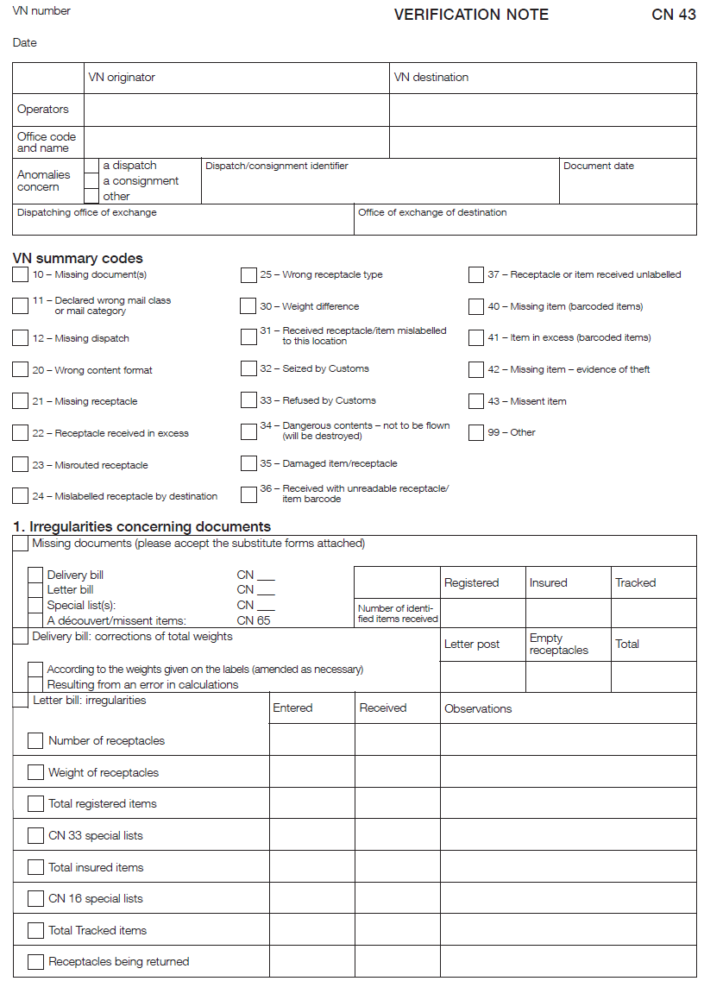 VN number
VERIFICATION NOTE
CN 43
Date
VN originator
VN destination
Operators
Office code
and name
Anomalies
concern
a dispatch
a consignment
other
Dispatch/consignment identifier
Document date
Dispatching office of exchange
Office of exchange of destination
VN summary codes
10 – Missing document(s)
11 – Declared wrong mail class
or mail category
12 – Missing dispatch
20 – Wrong content format
21 – Missing receptacle
22 – Receptacle received in excess
23 – Misrouted receptacle
24 – Mislabelled receptacle by destination
25 – Wrong receptacle type
30 – Weight difference
31 – Received receptacle/item mislabelled
to this location
32 – Seized by Customs
33 – Refused by Customs
34 – Dangerous contents – not to be flown
(will be destroyed)
35 – Damaged item/receptacle
36 – Received with unreadable receptacle/
item barcode
37 – Receptacle or item received unlabelled
40 – Missing item (barcoded items)
41 – Item in excess (barcoded items)
42 – Missing item – evidence of theft
43 – Missent item
99 – Other
1. Irregularities concerning documents
Missing documents (please accept the substitute forms attached)
Delivery bill CN ___
Letter bill CN ___
Special list(s): CN ___
A découvert/missent items: CN 65
Registered
Insured
Tracked
Number of identi-
fied items received
Delivery bill: corrections of total weights
Letter post
Empty
receptacles
Total
According to the weights given on the labels (amended as necessary)
Resulting from an error in calculations
Letter bill: irregularities
Entered
Received
Observations
Number of receptacles
Weight of receptacles
Total registered items
CN 33 special lists
Total insured items
CN 16 special lists
Total Tracked items
Receptacles being returned